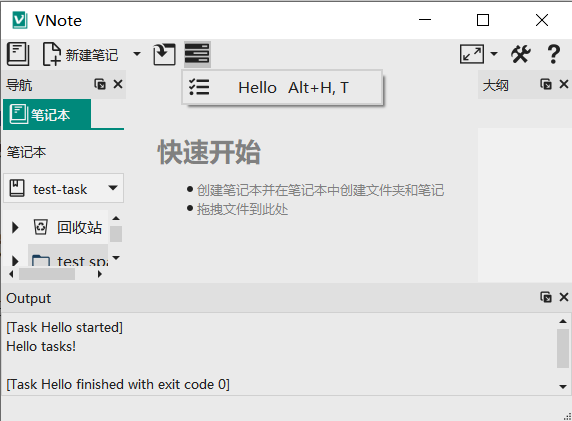 VNote
新建笔记
Hello Alt+H, T
导航
大纲
笔记本
笔记本
test-task
回收站
test spa
快速开始
创建笔记本并在笔记本中创建文件夹和笔记
拖拽文件到此处
Output
[Task Hello started]
Hello tasks!
[Task Hello finished with exit code 0]